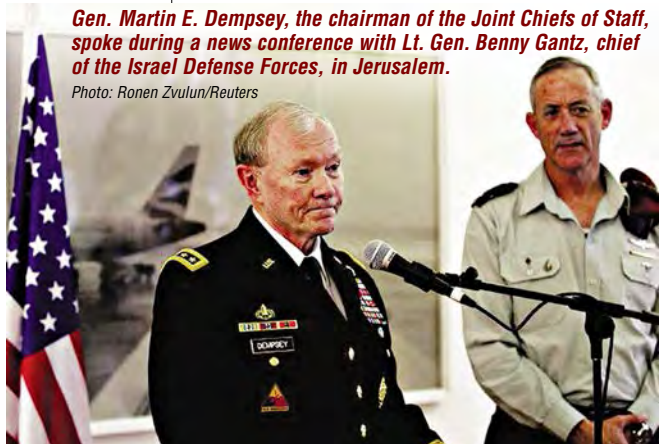 Gen. Martin E. Dempsey, the chairman of the Joint Chiefs of Staff,
spoke during a news conference with Lt. Gen. Benny Gantz, chief
of the Israel Defense Forces, in Jerusalem.
Photo: Ronen Zvulun/Reuters
DEMPSEY